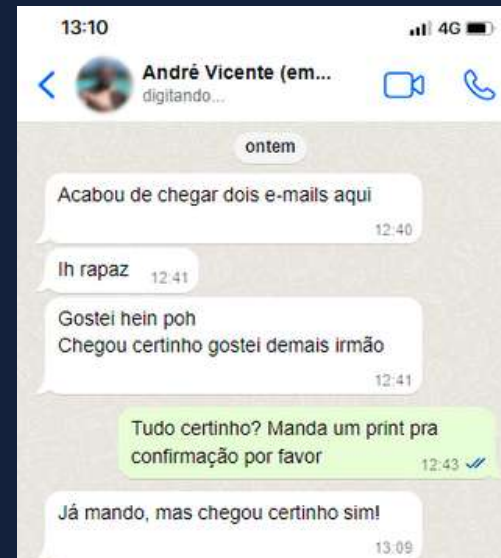 13:10
4G
André Vicente (em...
digitando...
ontem
Acabou de chegar dois e-mails aqui
12:40
Ih rapaz
12:41
Gostei hein poh
Chegou certinho gostei demais irmão
12:41
Tudo certinho? Manda um print pra
confirmação por favor
12:43
Já mando, mas chegou certinho sim!
13:09